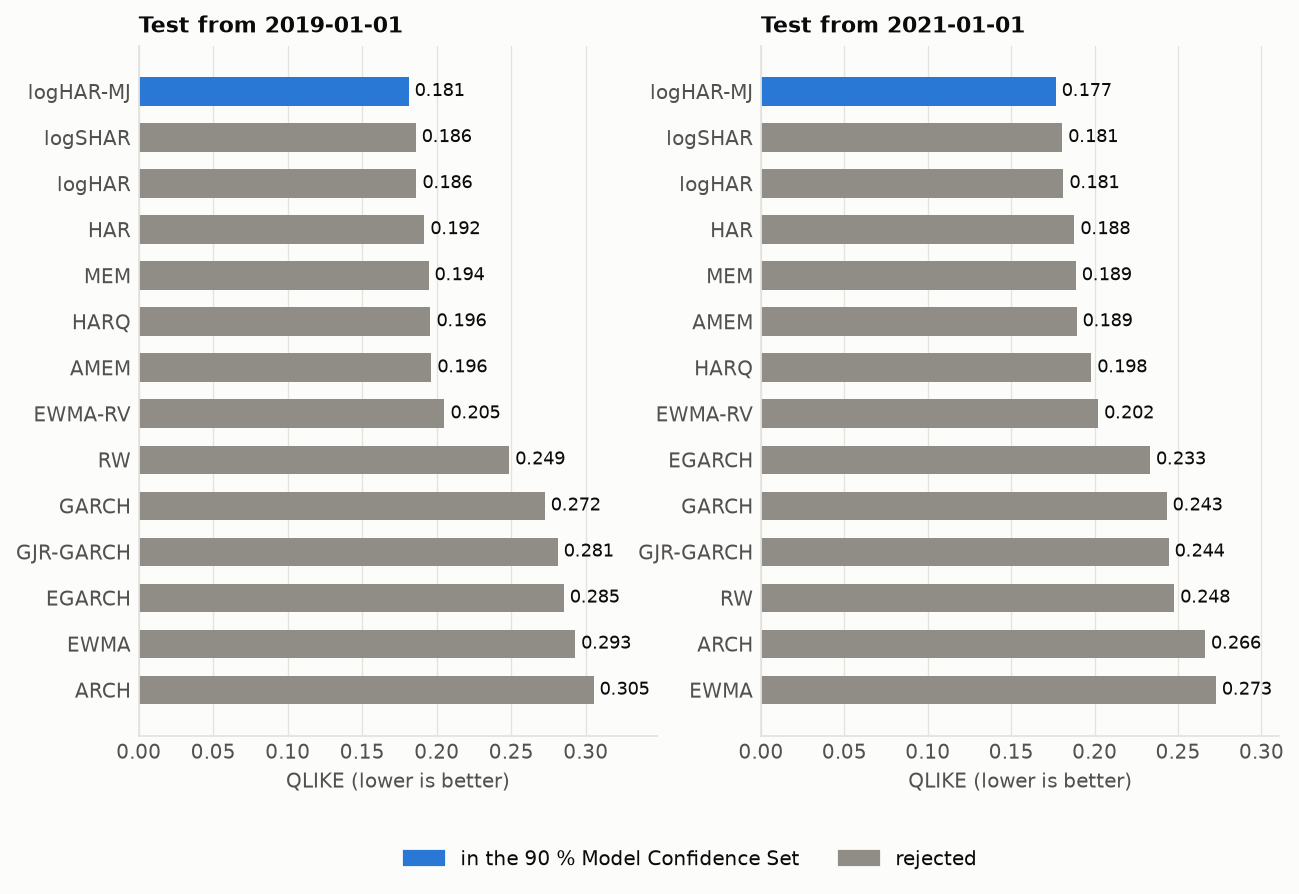 Test from 2019-01-01
logHAR-MJ 0.181
logSHAR 0.186
logHAR 0.186
HAR 0.192
MEM 0.194
HARQ 0.196
AMEM 0.196
EWMA-RV 0.205
RW 0.249
GARCH 0.272
GJR-GARCH 0.281
EGARCH 0.285
EWMA 0.293
ARCH 0.305
0.00 0.05 0.10 0.15 0.20 0.25 0.30
QLIKE (lower is better)
Test from 2021-01-01
logHAR-MJ 0.177
logSHAR 0.181
logHAR 0.181
HAR 0.188
MEM 0.189
AMEM 0.189
HARQ 0.198
EWMA-RV 0.202
EGARCH 0.233
GARCH 0.243
GJR-GARCH 0.244
RW 0.248
ARCH 0.266
EWMA 0.273
0.00 0.05 0.10 0.15 0.20 0.25 0.30
QLIKE (lower is better)
in the 90 % Model Confidence Set
rejected